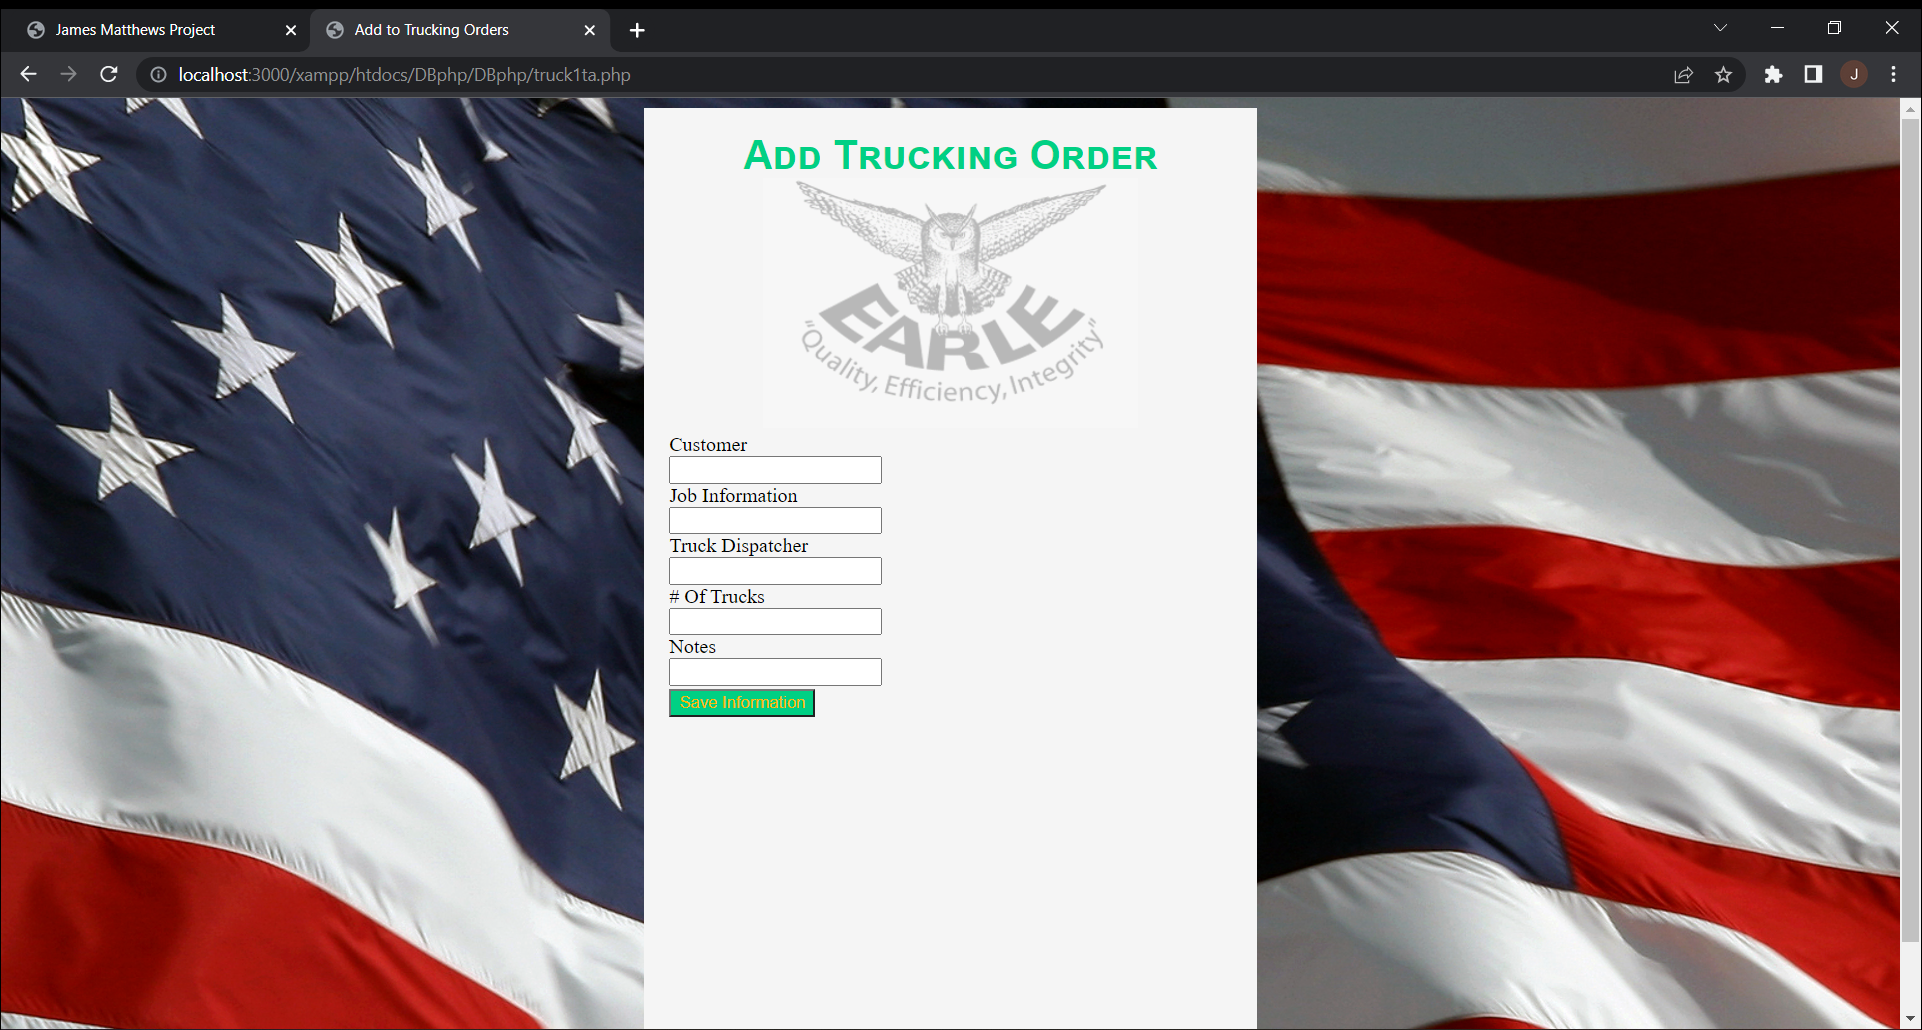 James Matthews Project
Add to Trucking Orders
localhost:3000/xampp/htdocs/DBphp/DBphp/truck1ta.php
J
Add Trucking Order
EARLE
"Quality, Efficiency, Integrity"
Customer
Job Information
Truck Dispatcher
# Of Trucks
Notes
Save Information